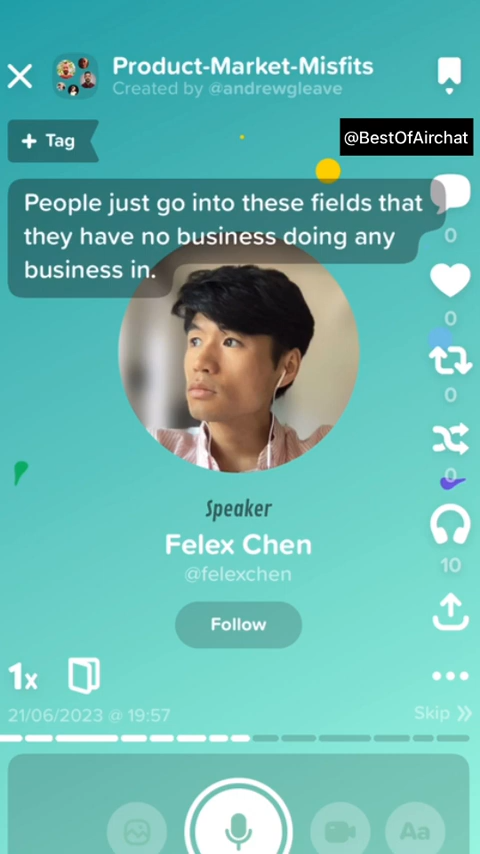 Product-Market-Misfits
Created by @andrewgleave
+ Tag
@BestOfAirchat
People just go into these fields that
they have no business doing any
business in.
0
0
0
0
Speaker
Felex Chen
@felexchen
Follow
10
1x
21/06/2023 @ 19:57
Skip
Aa